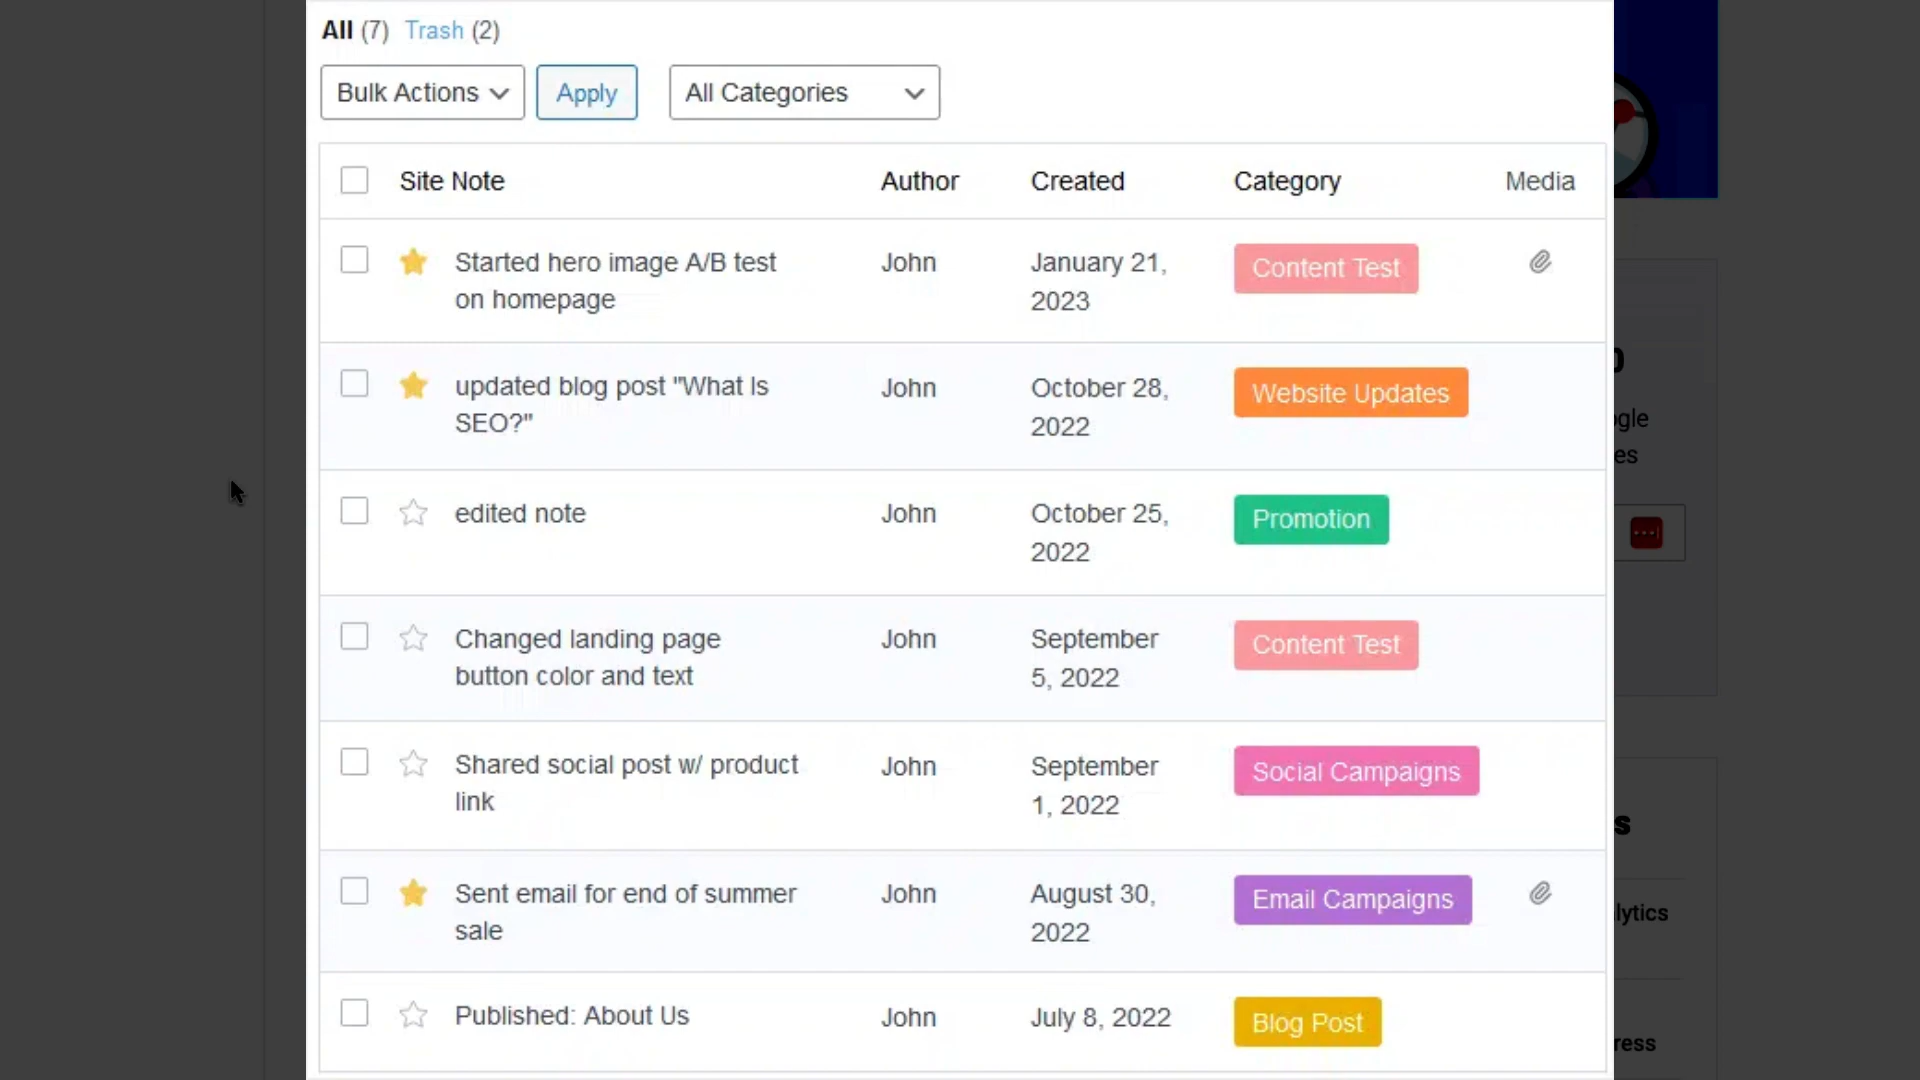 All (7) Trash (2)
Bulk Actions Apply All Categories
Site Note Author Created Category Media
Started hero image A/B test
on homepage
John
January 21,
2023
Content Test
updated blog post "What Is
SEO?"
John
October 28,
2022
Website Updates
edited note
John
October 25,
2022
Promotion
Changed landing page
button color and text
John
September
5, 2022
Content Test
Shared social post w/ product
link
John
September
1, 2022
Social Campaigns
Sent email for end of summer
sale
John
August 30,
2022
Email Campaigns
Published: About Us
John
July 8, 2022
Blog Post